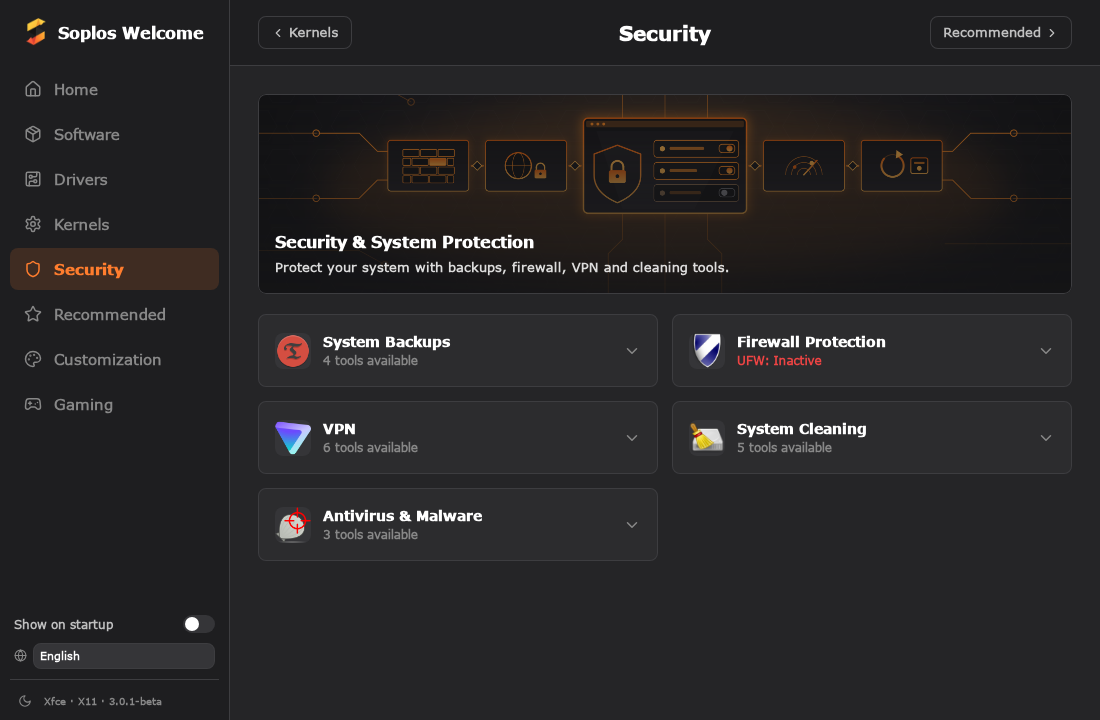 Soplos Welcome
Home
Software
Drivers
Kernels
Security
Recommended
Customization
Gaming
Show on startup
English
Xfce · X11 · 3.0.1-beta
Kernels
Security
Recommended
Security & System Protection
Protect your system with backups, firewall, VPN and cleaning tools.
System Backups
4 tools available
Firewall Protection
UFW: Inactive
VPN
6 tools available
System Cleaning
5 tools available
Antivirus & Malware
3 tools available